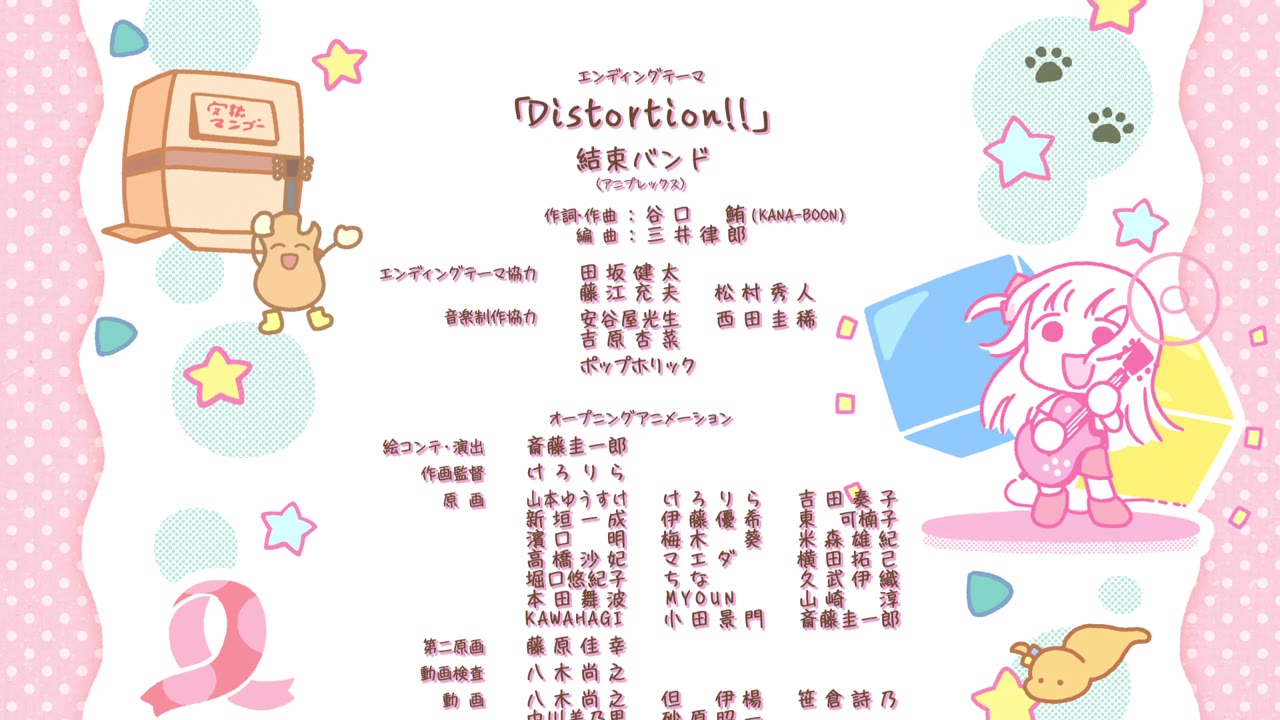 エンディングテーマ
「Distortion!!」
結束バンド
(アニプレックス)
作詞・作曲：谷口 鮪(KANA-BOON)
編曲：三井律郎
エンディングテーマ協力 田坂健太
藤江充夫 松村秀人
音楽制作協力 安谷屋光生 西田圭稀
吉原杏菜
ポップホリック
完熟
マンゴー
オープニングアニメーション
絵コンテ・演出 斎藤圭一郎
作画監督 けろりら
原画 山本ゆうすけ けろりら 吉田奏子
新垣一成 伊藤優希 東 可楠子
濱口 明 梅木 葵 米森雄紀
高橋沙妃 マエダ 横田拓己
堀口悠紀子 ちな 久武伊織
本田舞波 MYOUN 山崎 淳
KAWAHAGI 小田景門 斎藤圭一郎
第二原画 藤原佳幸
動画検査 八木尚之
動画 八木尚之 但 伊楊 笹倉詩乃